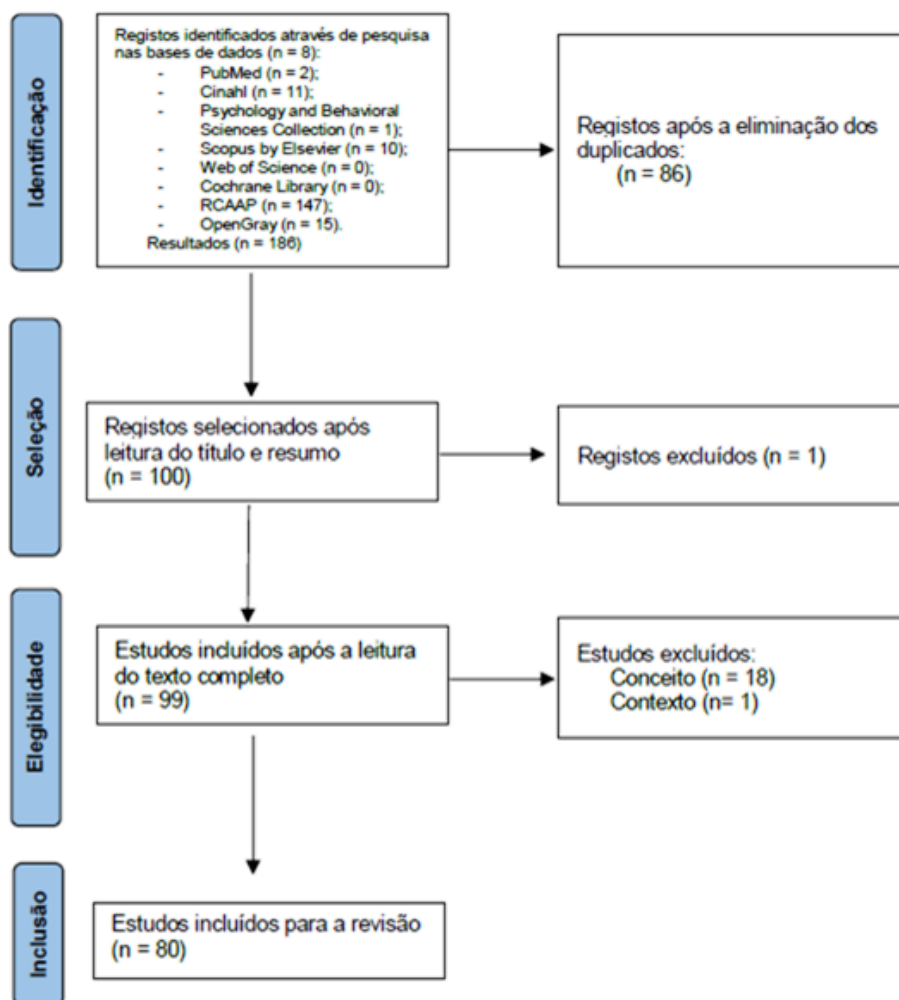 Identificação
Registos identificados através de pesquisa
nas bases de dados (n = 8):
- PubMed (n = 2);
- Cinahl (n = 11);
- Psychology and Behavioral
Sciences Collection (n = 1);
- Scopus by Elsevier (n = 10);
- Web of Science (n = 0);
- Cochrane Library (n = 0);
- RCAAP (n = 147);
- OpenGray (n = 15).
Resultados (n = 186)
Registos após a eliminação dos
duplicados:
(n = 86)
Seleção
Registos selecionados após
leitura do título e resumo
(n = 100)
Registos excluídos (n = 1)
Elegibilidade
Estudos incluídos após a leitura
do texto completo
(n = 99)
Estudos excluídos:
Conceito (n = 18)
Contexto (n= 1)
Inclusão
Estudos incluídos para a revisão
(n = 80)